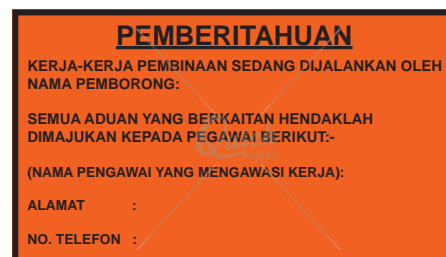 PEMBERITAHUAN
KERJA-KERJA PEMBINAAN SEDANG DIJALANKAN OLEH
NAMA PEMBORONG:
SEMUA ADUAN YANG BERKAITAN HENDAKLAH
DIMAJUKAN KEPADA PEGAWAI BERIKUT:-
(NAMA PENGAWAI YANG MENGAWASI KERJA):
ALAMAT :
NO. TELEFON :